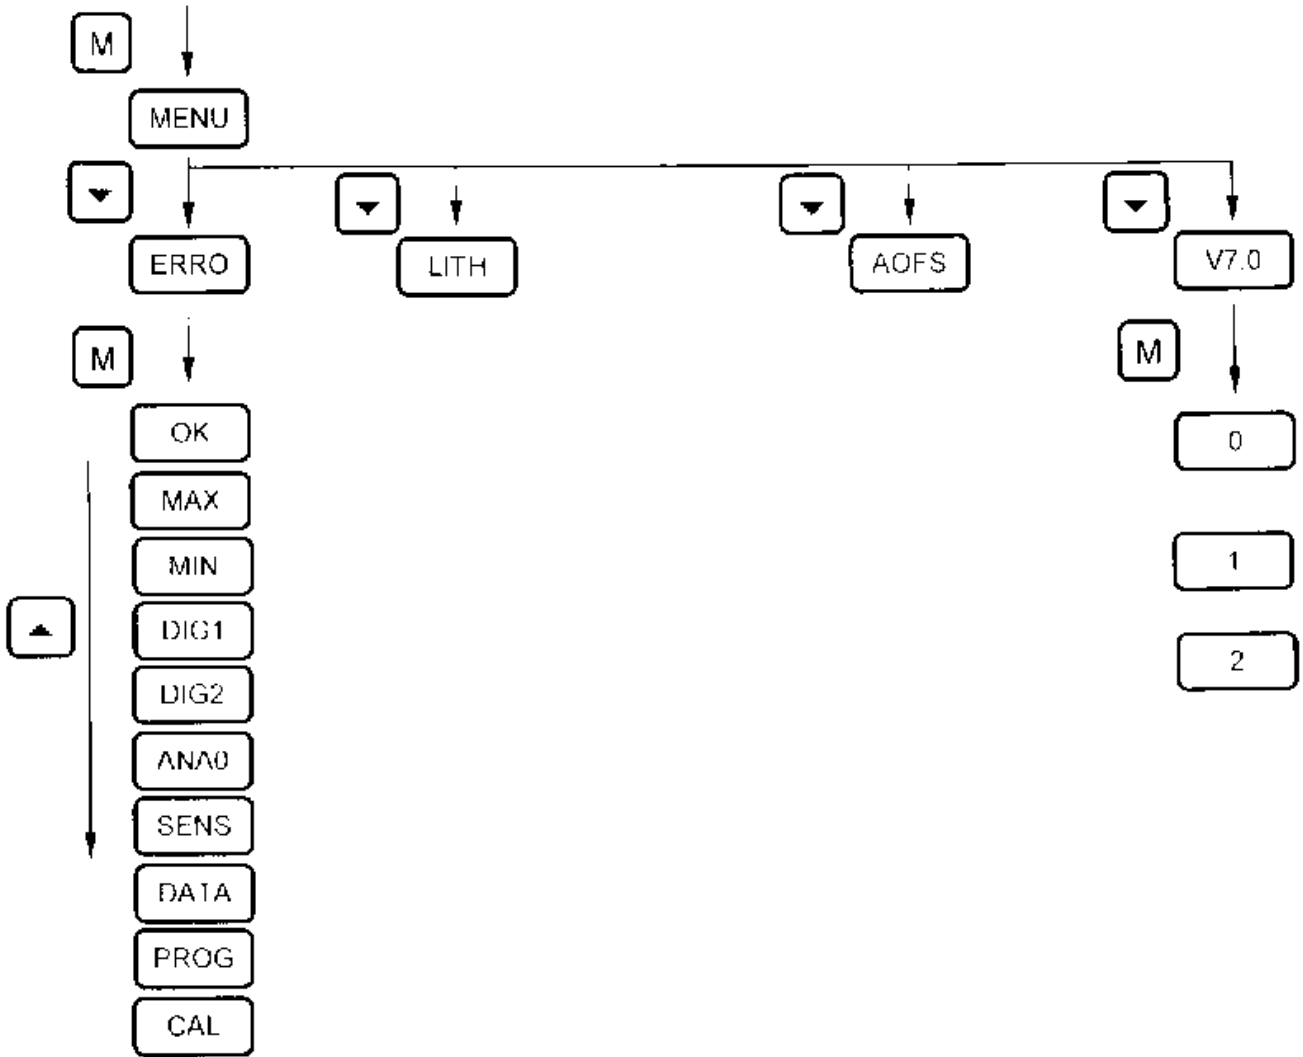 M
MENU
ERRO
LITH
AOFS
V7.0
M
M
OK
0
MAX
MIN
1
DIG1
DIG2
2
ANA0
SENS
DATA
PROG
CAL